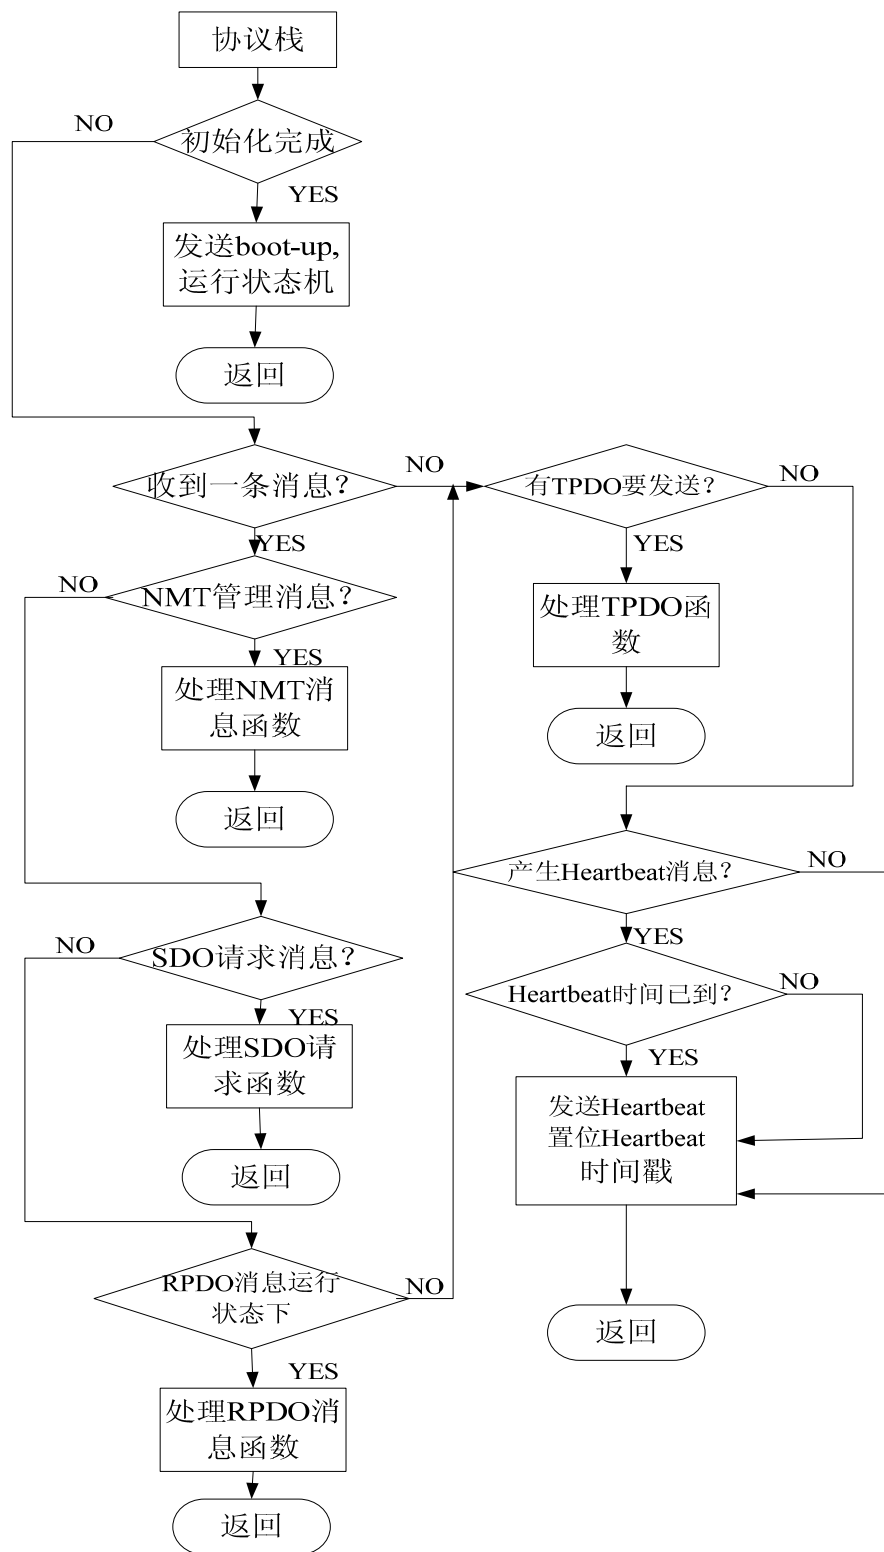 协议栈
NO
初始化完成
YES
发送boot-up,
运行状态机
返回
收到一条消息？
NO
YES
NMT管理消息？
NO
YES
处理NMT消
息函数
返回
NO
SDO请求消息？
YES
处理SDO请
求函数
返回
RPDO消息运行
状态下
NO
YES
处理RPDO消
息函数
返回
有TPDO要发送？
NO
YES
处理TPDO函
数
返回
产生Heartbeat消息？
NO
YES
Heartbeat时间已到？
NO
YES
发送Heartbeat
置位Heartbeat
时间戳
返回